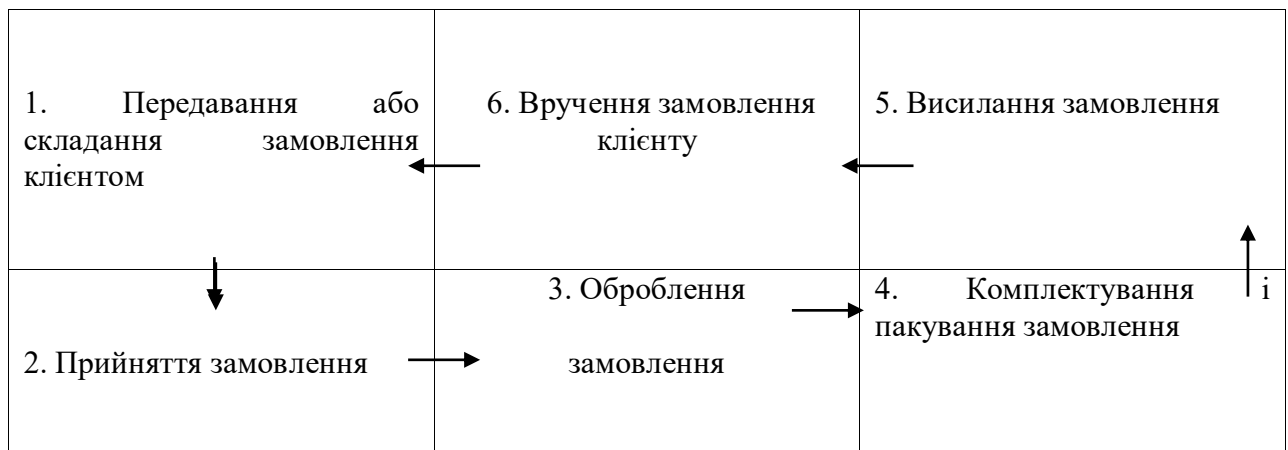 1. Передавання або
складання замовлення
клієнтом
6. Вручення замовлення
клієнту
5. Висилання замовлення
2. Прийняття замовлення
3. Оброблення
замовлення
4. Комплектування і
пакування замовлення